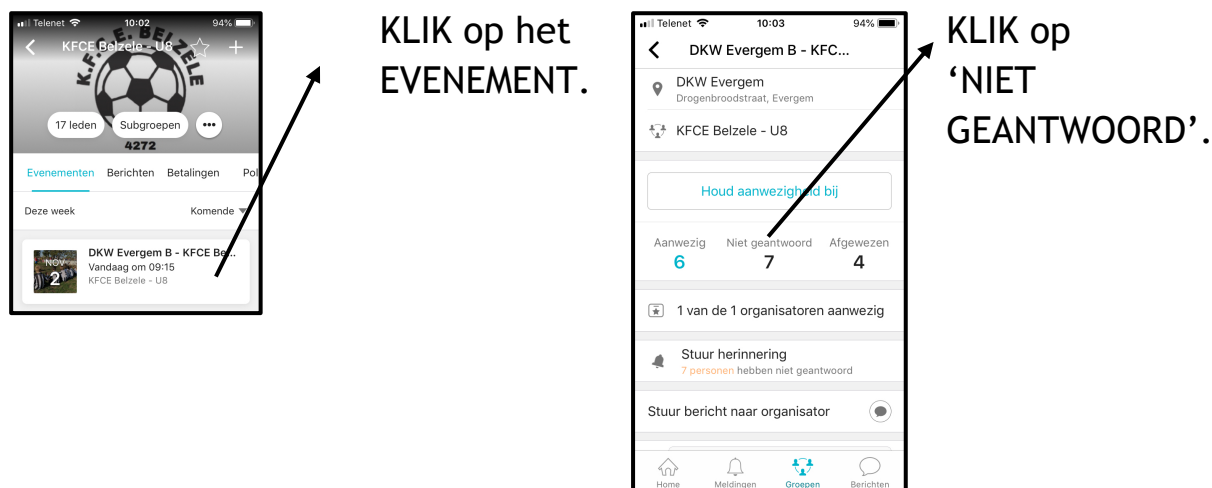 Telenet 10:02 94%
KFCE Belzele - U8
K.F.C.E. BELZELE
17 leden Subgroepen •••
4272
Evenementen Berichten Betalingen Pol
Deze week Komende
NOV
2
DKW Evergem B - KFCE Be...
Vandaag om 09:15
KFCE Belzele - U8
KLIK op het
EVENEMENT.
Telenet 10:03 94%
DKW Evergem B - KFC...
DKW Evergem
Drogenbroodstraat, Evergem
KFCE Belzele - U8
Houd aanwezigheid bij
Aanwezig Niet geantwoord Afgewezen
6 7 4
1 van de 1 organisatoren aanwezig
Stuur herinnering
7 personen hebben niet geantwoord
Stuur bericht naar organisator
Home Meldingen Groepen Berichten
KLIK op
‘NIET
GEANTWOORD’.